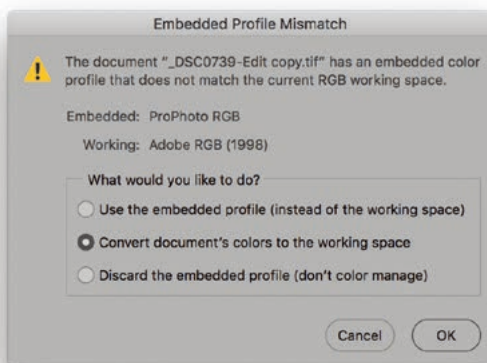 Embedded Profile Mismatch
The document “_DSC0739-Edit copy.tif” has an embedded color
profile that does not match the current RGB working space.
Embedded: ProPhoto RGB
Working: Adobe RGB (1998)
What would you like to do?
Use the embedded profile (instead of the working space)
Convert document's colors to the working space
Discard the embedded profile (don't color manage)
Cancel OK